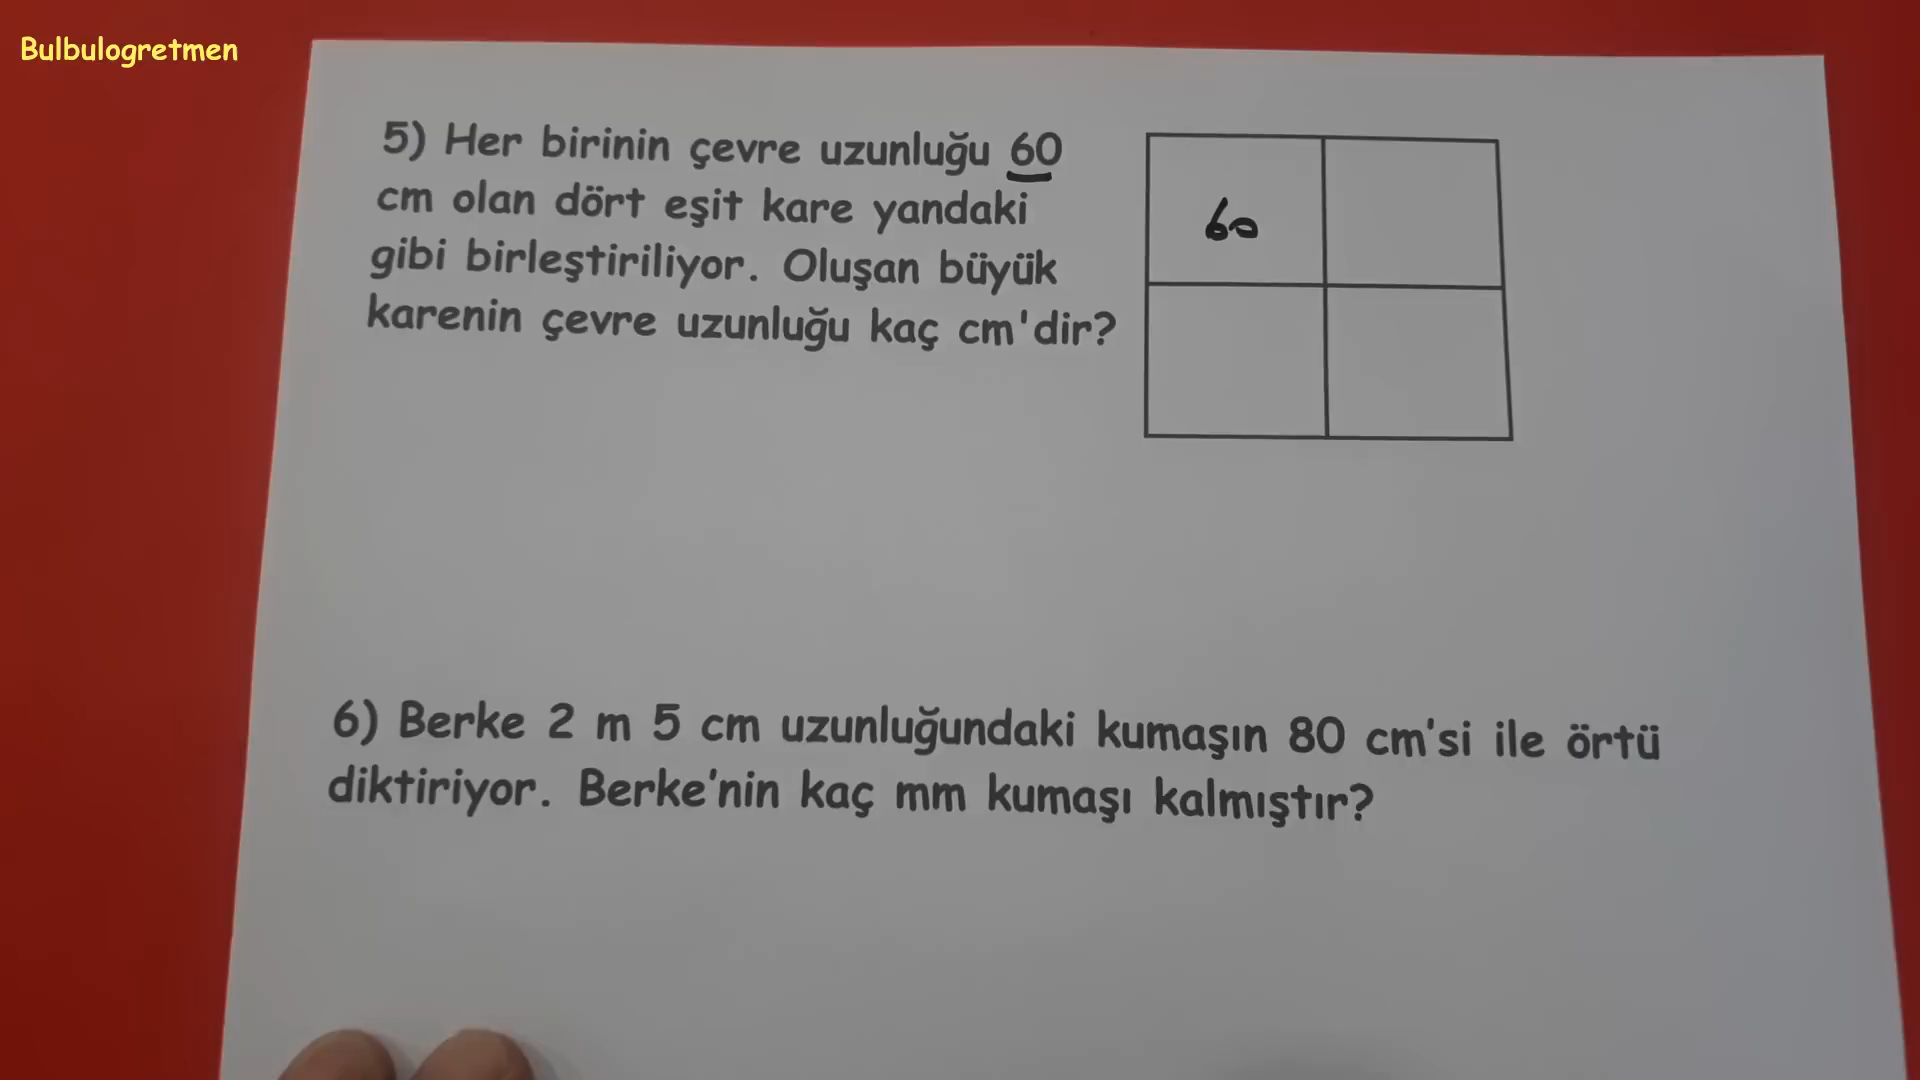 Bulbulogretmen
5) Her birinin çevre uzunluğu 60
cm olan dört eşit kare yandaki
gibi birleştiriliyor. Oluşan büyük
karenin çevre uzunluğu kaç cm'dir?
60
6) Berke 2 m 5 cm uzunluğundaki kumaşın 80 cm'si ile örtü
diktiriyor. Berke'nin kaç mm kumaşı kalmıştır?